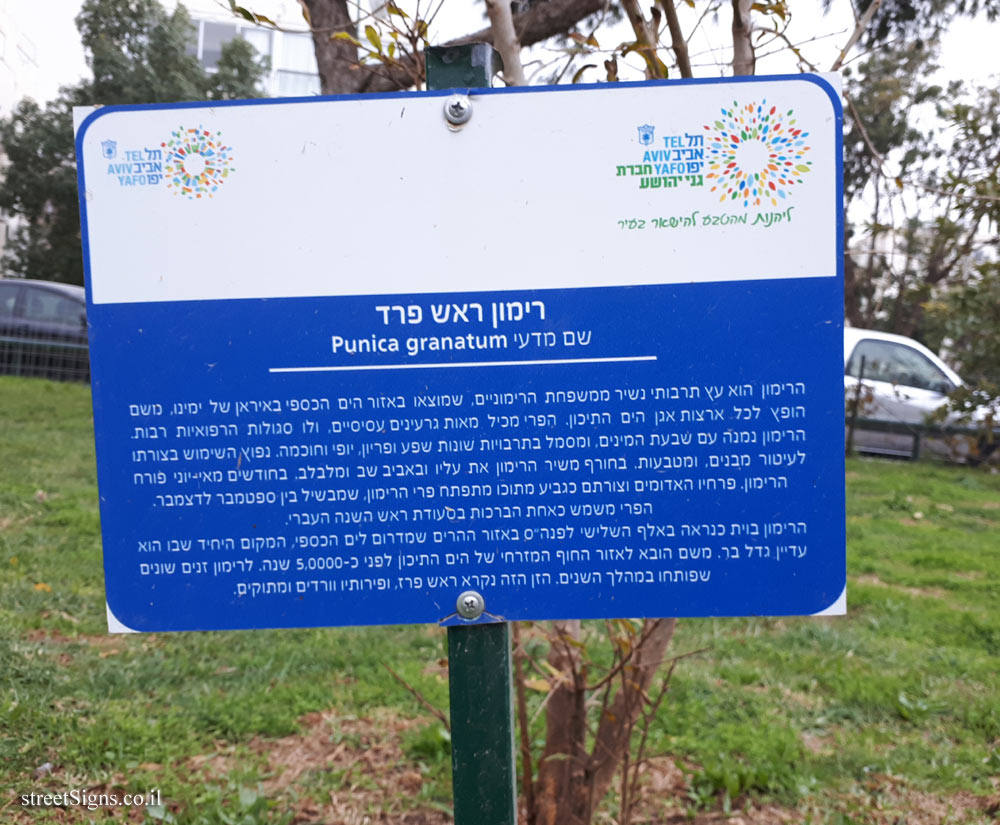 תל TEL
אביב AVIV
יפו YAFO
תל TEL
אביב AVIV
יפו YAFO חברת
גני יהושע
ליהנות מהטבע להישאר בעיר
רימון ראש פרד
שם מדעי Punica granatum
הרימון הוא עץ תרבותי נשיר ממשפחת הרימוניים, שמוצאו באזור הים הכספי באיראן של ימינו, משם
הופץ לכל ארצות אגן הים התיכון. הפרי מכיל מאות גרעינים עסיסיים, ולו סגולות הרפואיות רבות.
הרימון נמנה עם שבעת המינים, ומסמל בתרבויות שונות שפע ופריון, יופי וחוכמה. נפוץ השימוש בצורתו
לעיטור מבנים, ומטבעות. בחורף משיר הרימון את עליו ובאביב שב ומלבלב. בחודשים מאי-יוני פורח
הרימון. פרחיו האדומים וצורתם כגביע מתוכו מתפתח פרי הרימון, שמבשיל בין ספטמבר לדצמבר.
הפרי משמש כאחת הברכות בסעודת ראש השנה העברי.
הרימון בוית כנראה באלף השלישי לפנה"ס באזור ההרים שמדרום לים הכספי, המקום היחיד שבו הוא
עדיין גדל בר. משם הובא לאזור החוף המזרחי של הים התיכון לפני כ-5,0000 שנה. לרימון זנים שונים
שפותחו במהלך השנים. הזן הזה נקרא ראש פרז, ופירותיו וורדים ומתוקים.
streetSigns.co.il